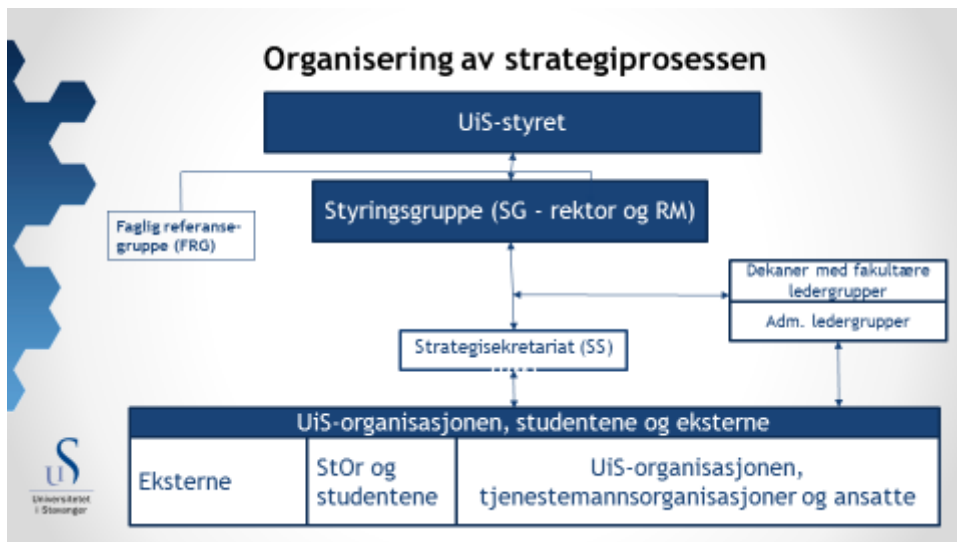 Organisering av strategiprosessen
UiS-styret
Styringsgruppe (SG - rektor og RM)
Faglig referanse-
gruppe (FRG)
Dekaner med fakultære
ledergrupper
Adm. ledergrupper
Strategisekretariat (SS)
UiS-organisasjonen, studentene og eksterne
Eksterne
StOr og
studentene
UiS-organisasjonen,
tjenestemannsorganisasjoner og ansatte
UiS
Universitetet
i Stavanger